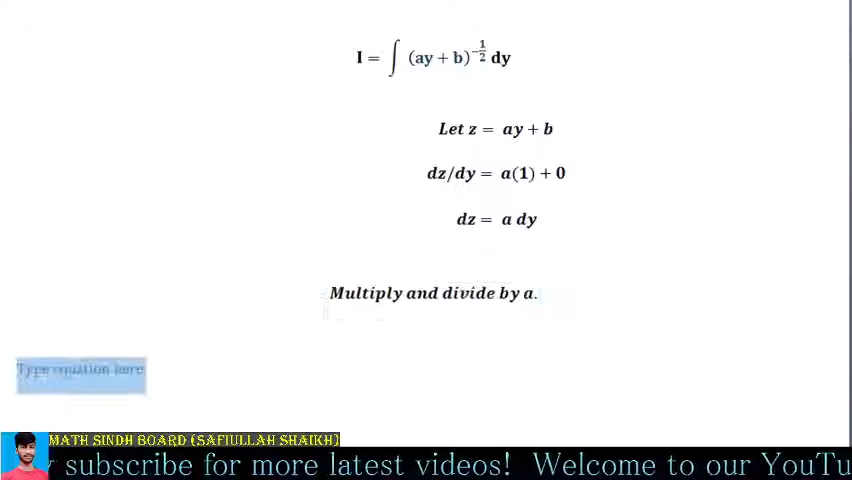 I = ∫ (ay + b)^{-1/2} dy
Let z = ay + b
dz/dy = a(1) + 0
dz = a dy
Multiply and divide by a.
Type equation here
MATH SINDH BOARD (SAFIULLAH SHAIKH)
subscribe for more latest videos! Welcome to our